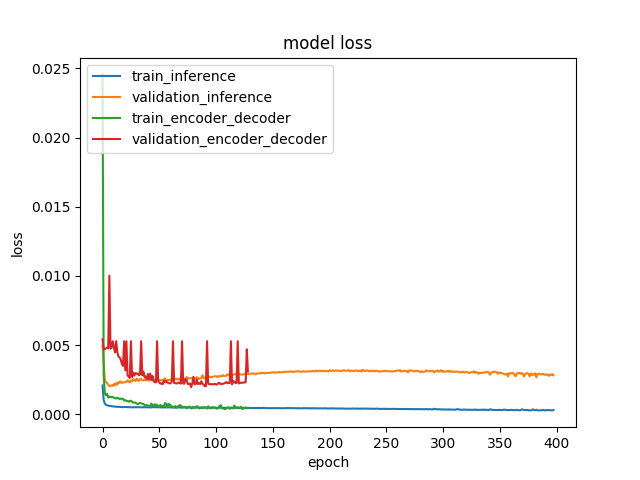 model loss
train_inference
validation_inference
train_encoder_decoder
validation_encoder_decoder
0.025
0.020
0.015
0.010
0.005
0.000
loss
0 50 100 150 200 250 300 350 400
epoch